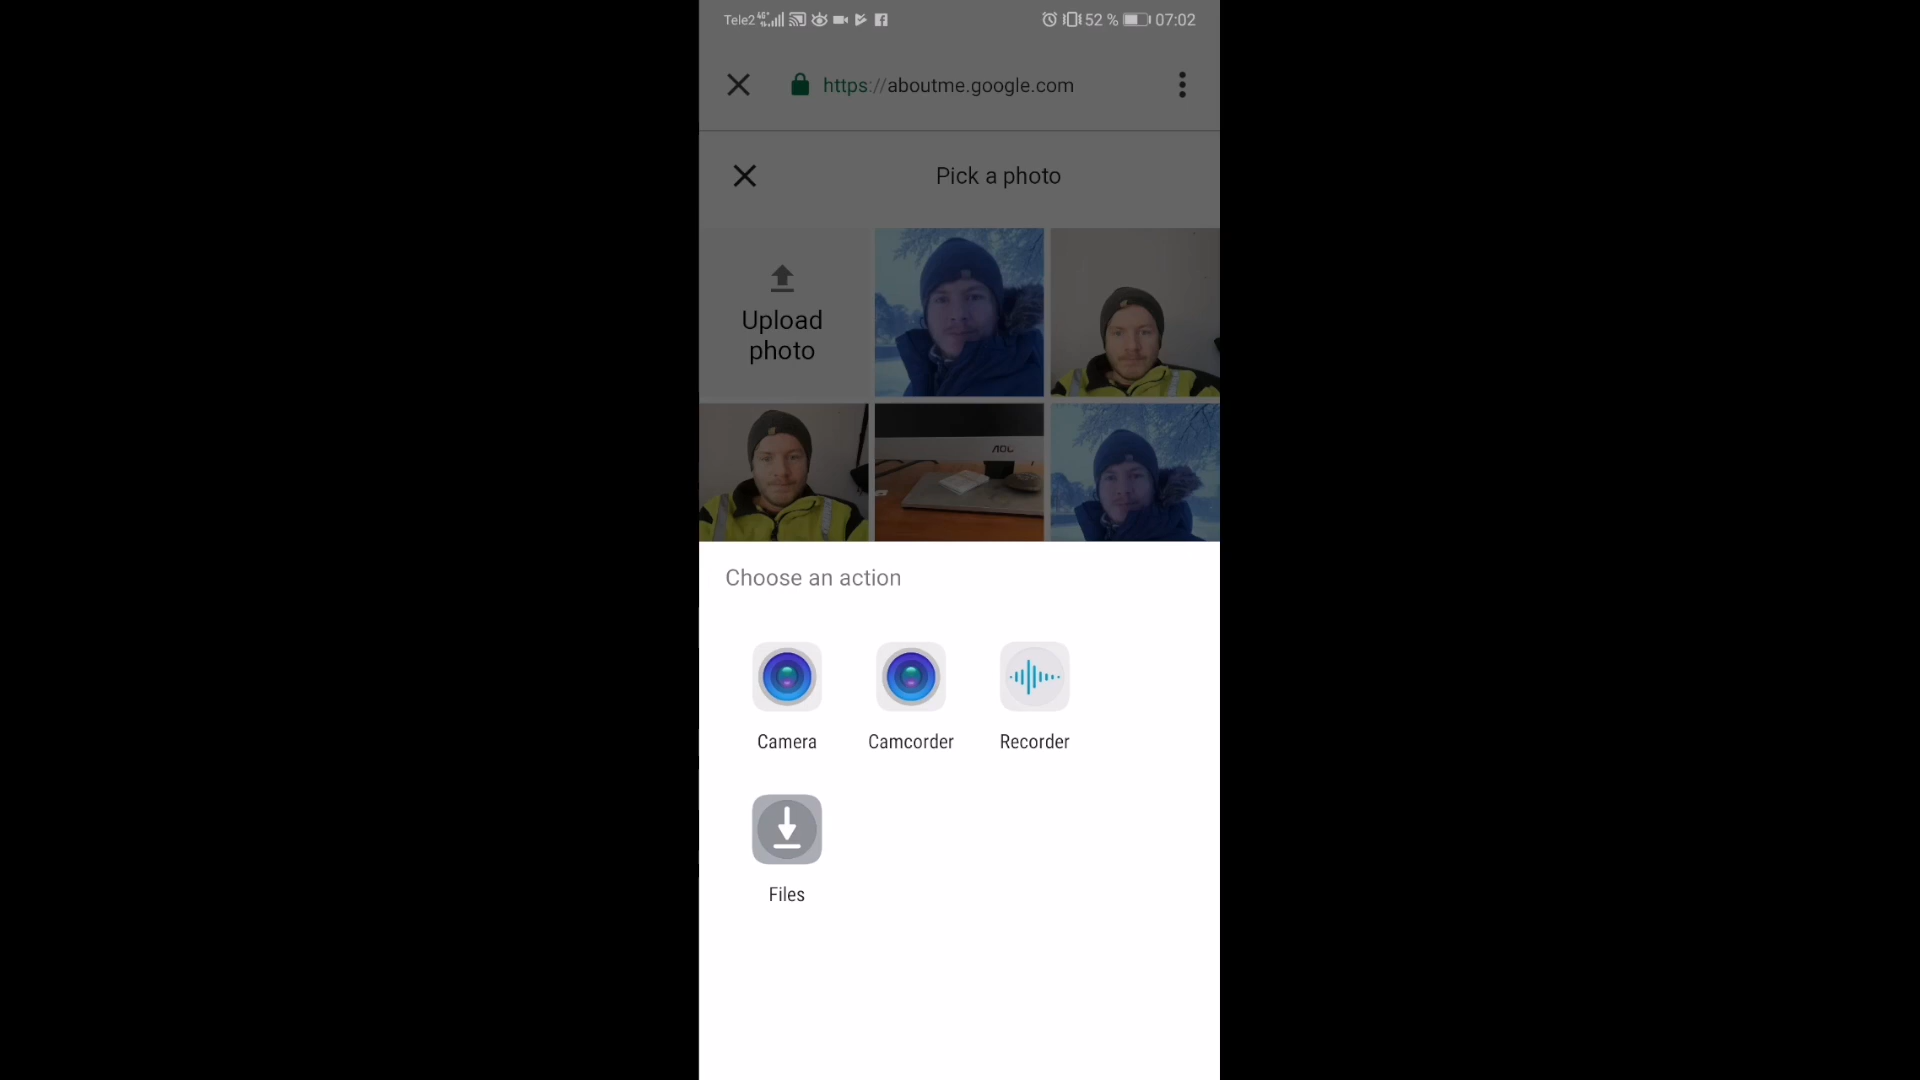 Tele2 4G+ 52 % 07:02
https://aboutme.google.com
Pick a photo
Upload
photo
AOC
Choose an action
Camera Camcorder Recorder
Files